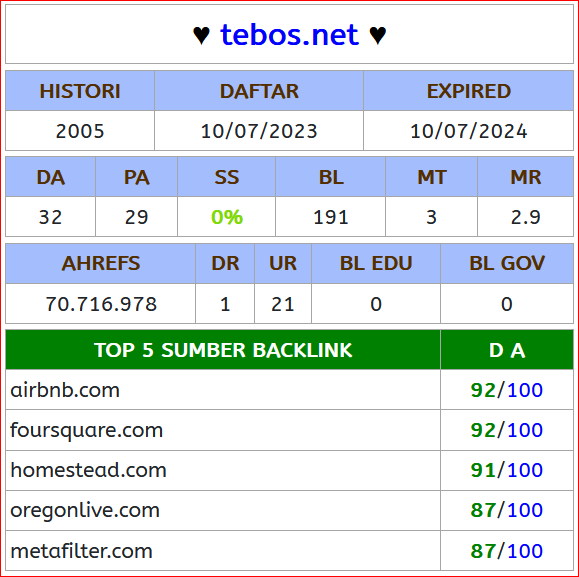 ♥ tebos.net ♥
HISTORI DAFTAR EXPIRED
2005 10/07/2023 10/07/2024
DA PA SS BL MT MR
32 29 0% 191 3 2.9
AHREFS DR UR BL EDU BL GOV
70.716.978 1 21 0 0
TOP 5 SUMBER BACKLINK D A
airbnb.com 92/100
foursquare.com 92/100
homestead.com 91/100
oregonlive.com 87/100
metafilter.com 87/100